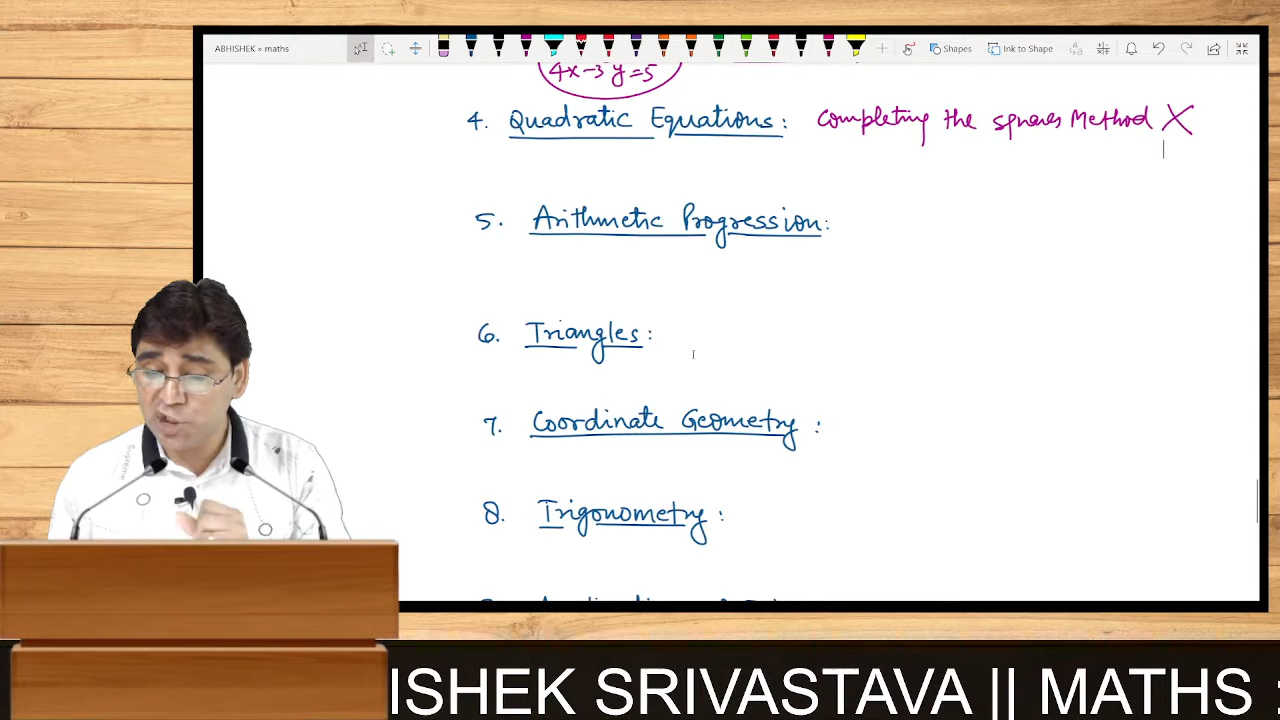 ABHISHEK » maths
Shapes
Ink to Shape
4x-3y=5
4. Quadratic Equations: Completing the squares Method X
5. Arithmetic Progression:
6. Triangles:
7. Coordinate Geometry:
8. Trigonometry:
ISHEK SRIVASTAVA || MATHS :